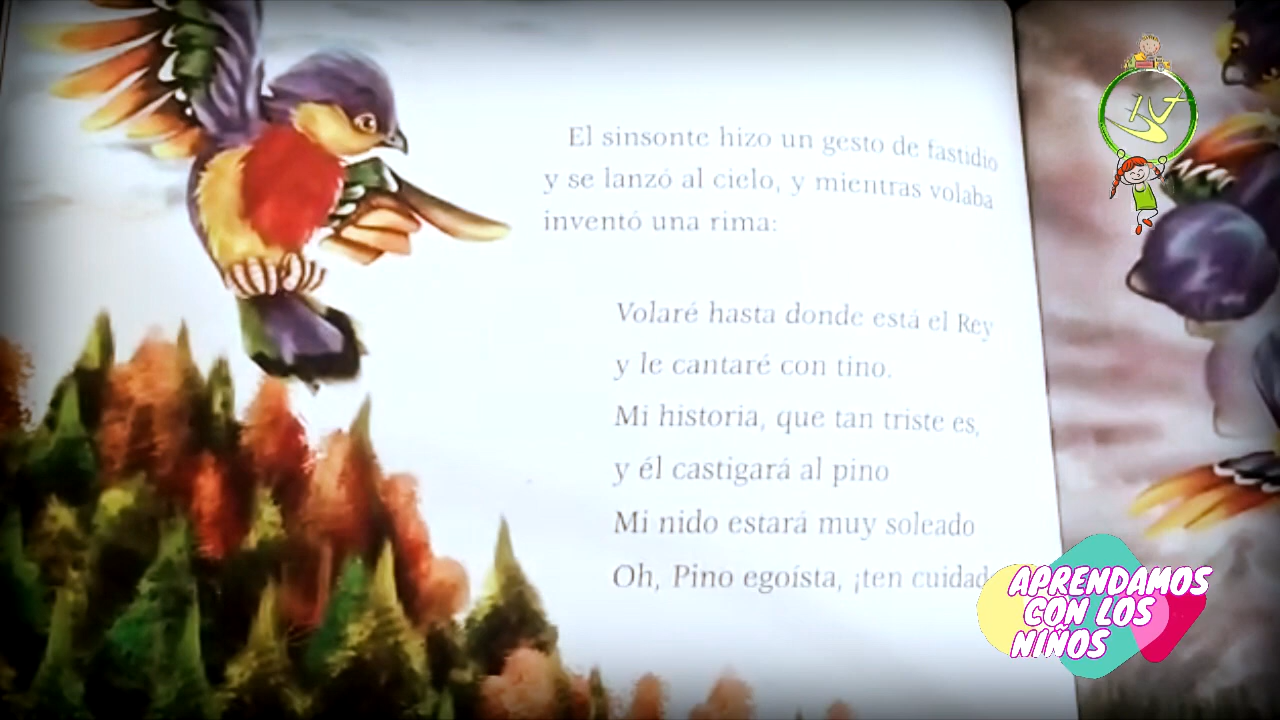 El sinsonte hizo un gesto de fastidio
y se lanzó al cielo, y mientras volaba
inventó una rima:
Volaré hasta donde está el Rey
y le cantaré con tino.
Mi historia, que tan triste es,
y él castigará al pino
Mi nido estará muy soleado
Oh, Pino egoísta, ¡ten cuidad
APRENDAMOS
CON LOS
NIÑOS